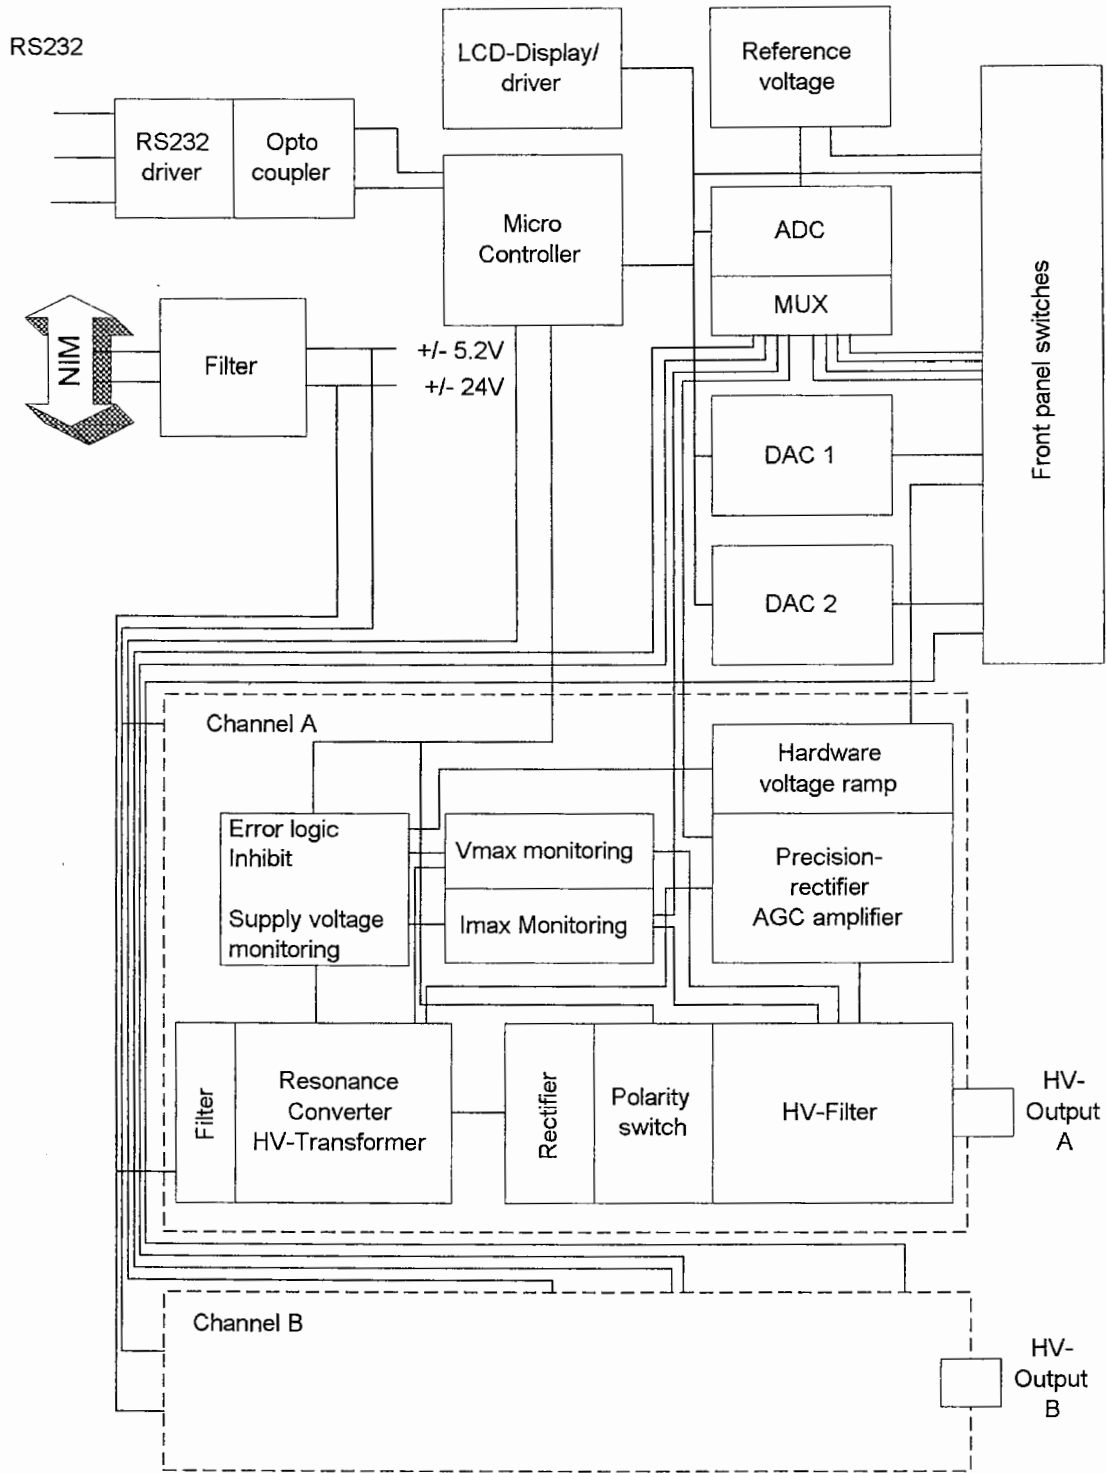 RS232
LCD-Display/
driver
Reference
voltage
RS232
driver
Opto
coupler
Micro
Controller
ADC
MUX
Front panel switches
NIM
Filter
+/- 5.2V
+/- 24V
DAC 1
DAC 2
Channel A
Hardware
voltage ramp
Error logic
Inhibit
Supply voltage
monitoring
Vmax monitoring
Imax Monitoring
Precision-
rectifier
AGC amplifier
Filter
Resonance
Converter
HV-Transformer
Rectifier
Polarity
switch
HV-Filter
HV-
Output
A
Channel B
HV-
Output
B